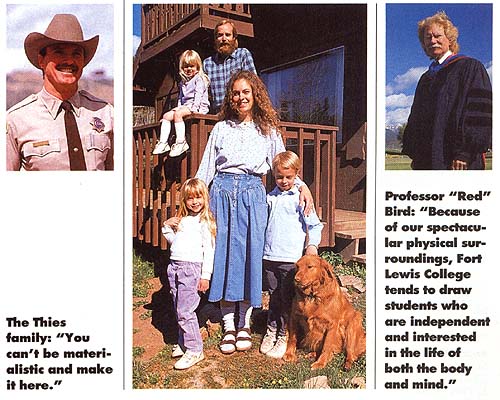 The Thies
family: “You
can’t be materi-
alistic and make
it here.”
Professor “Red”
Bird: “Because
of our spectacu-
lar physical sur-
roundings, Fort
Lewis College
tends to draw
students who
are independent
and interested
in the life of
both the body
and mind.”